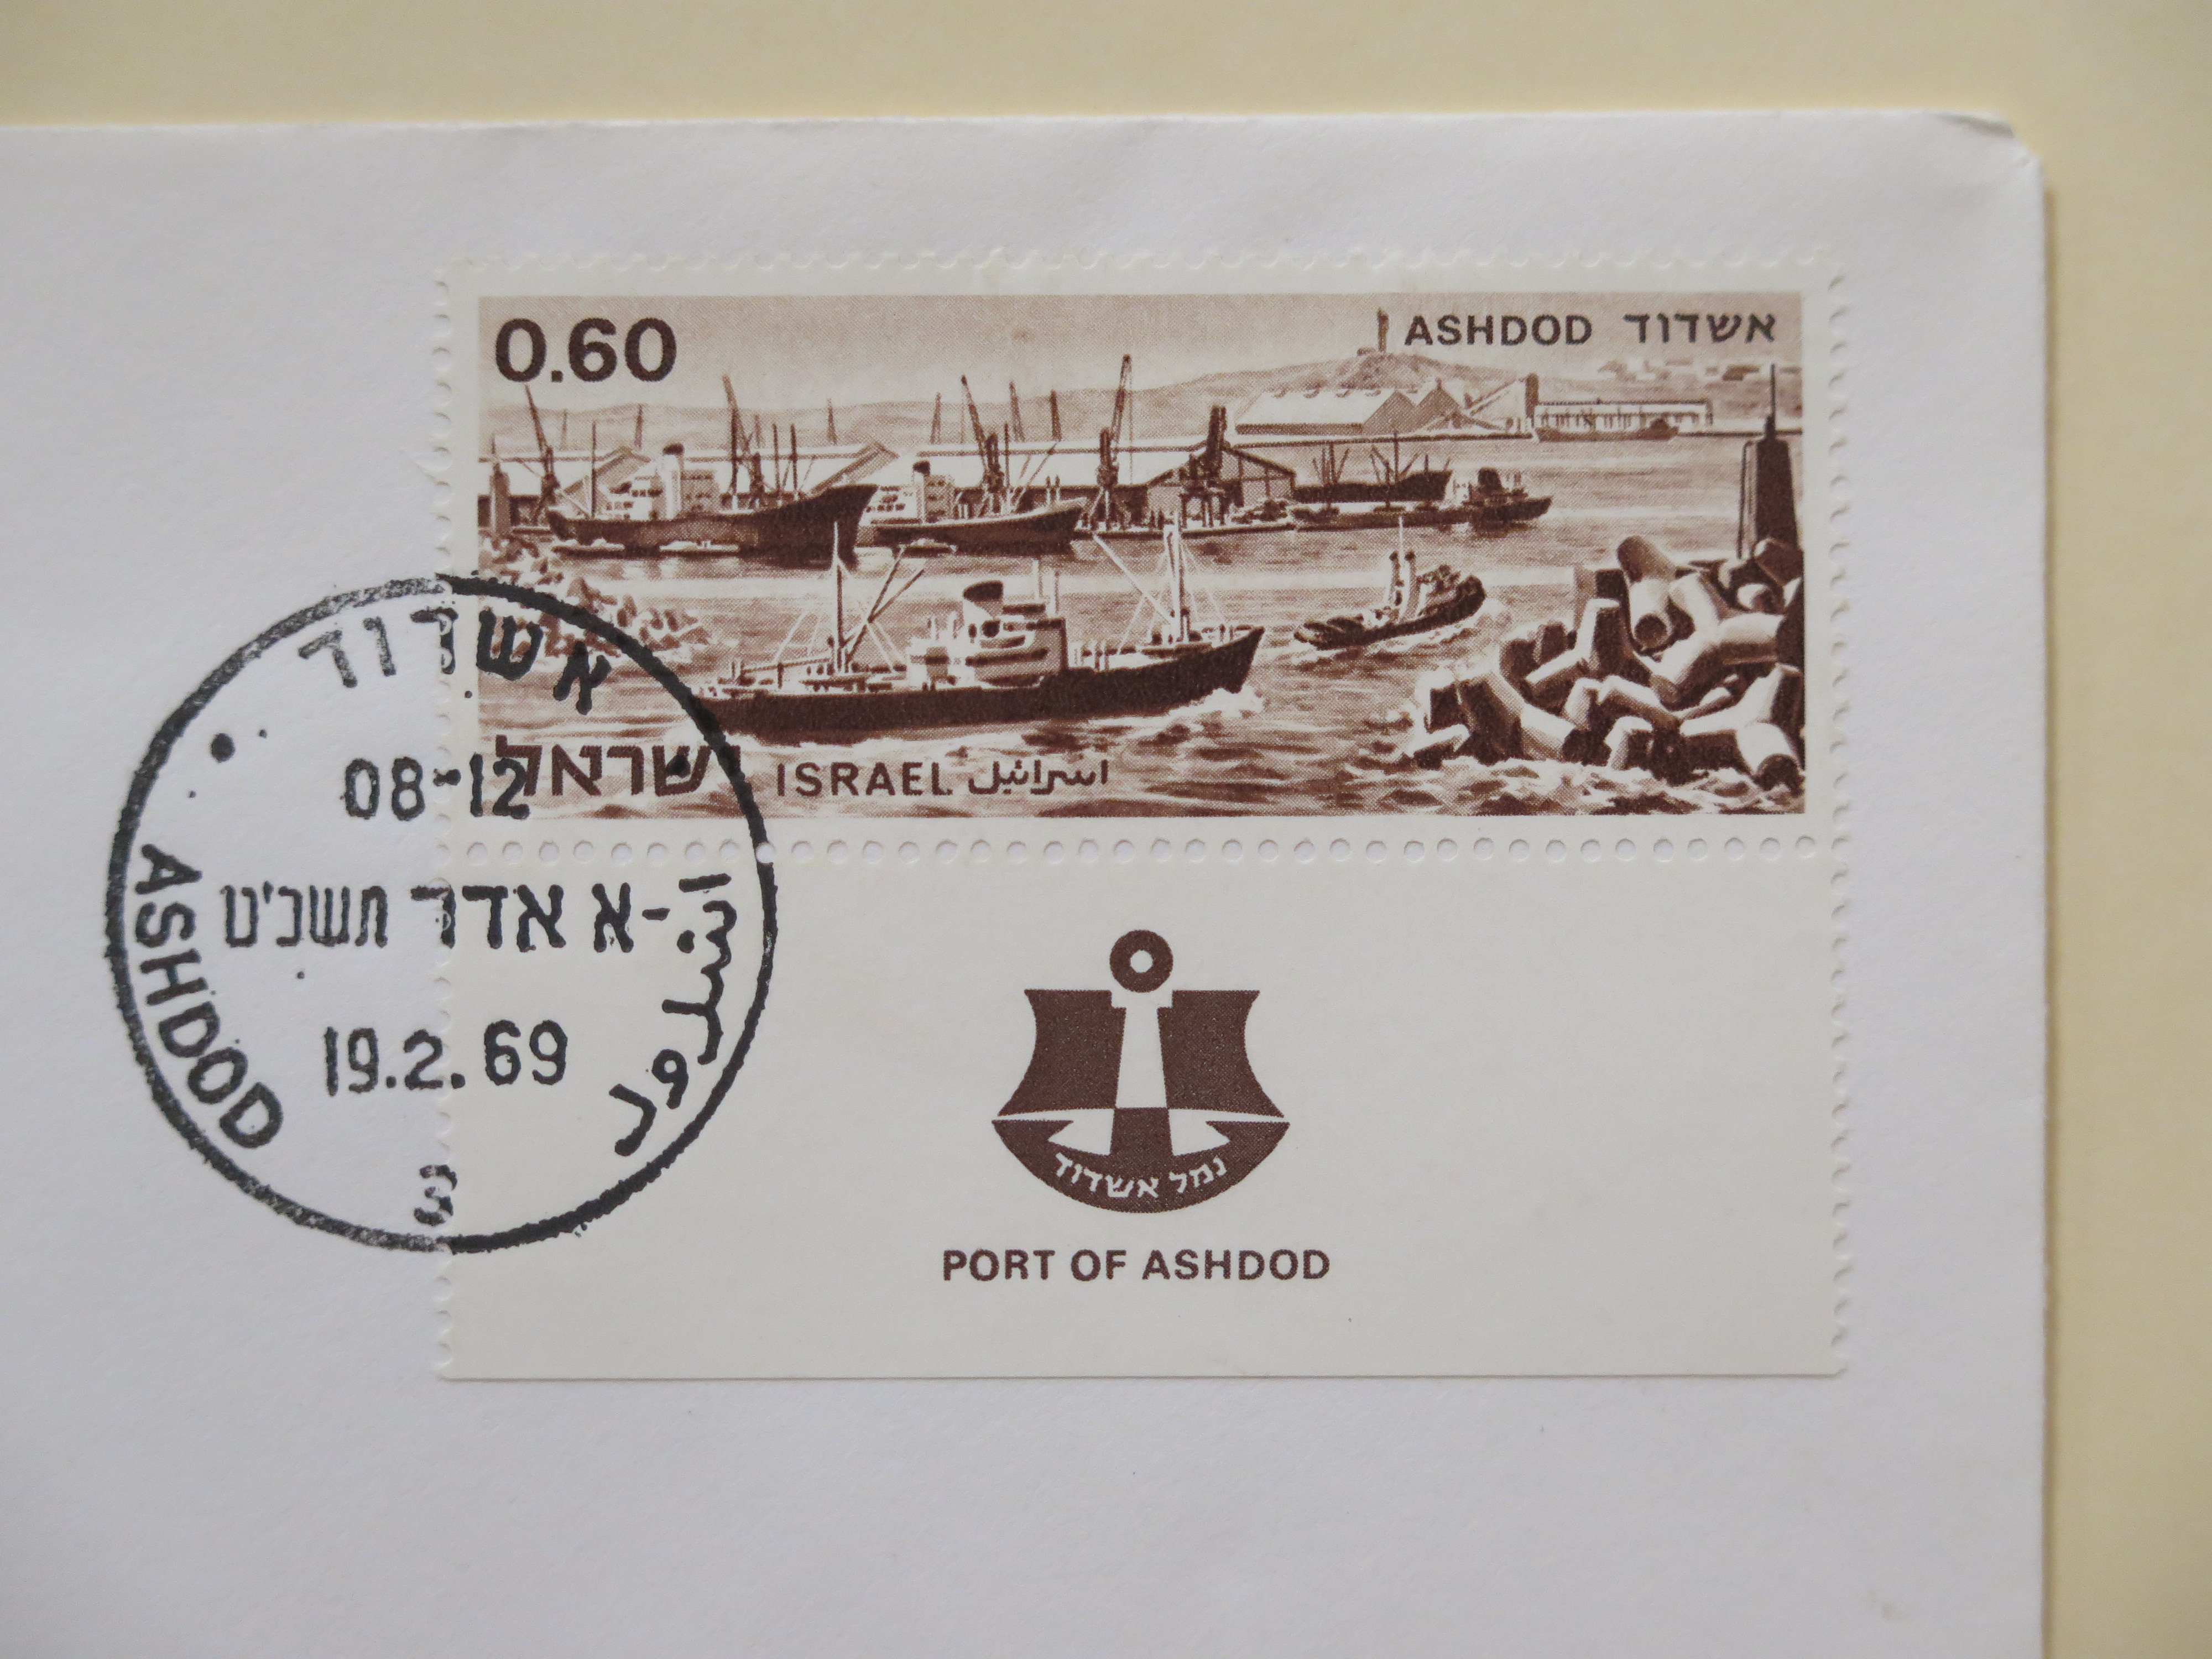 0.60
ASHDOD אשדוד
ישראל ISRAEL اسرائيل
אשדוד
08-12
א - אדר תשכ'ט
19.2.69
ASHDOD
اشدود
נמל אשדוד
PORT OF ASHDOD